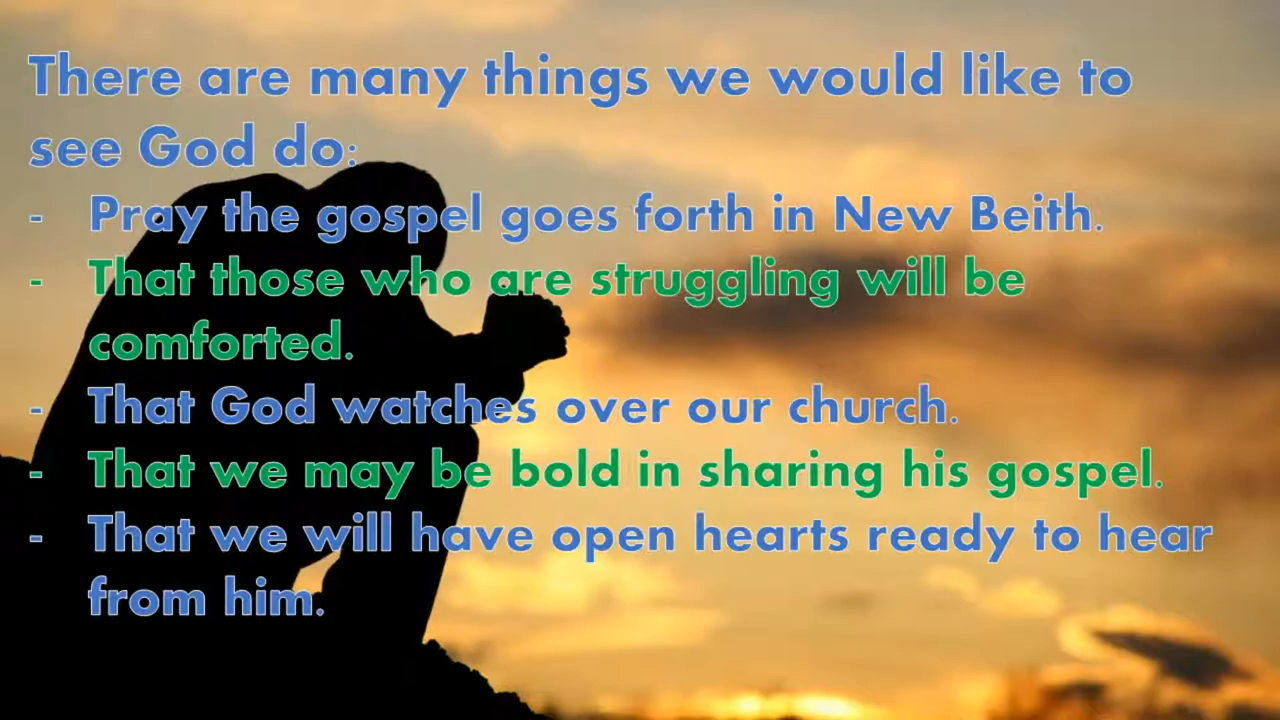 There are many things we would like to
see God do:
- Pray the gospel goes forth in New Beith.
- That those who are struggling will be
comforted.
- That God watches over our church.
- That we may be bold in sharing his gospel.
- That we will have open hearts ready to hear
from him.